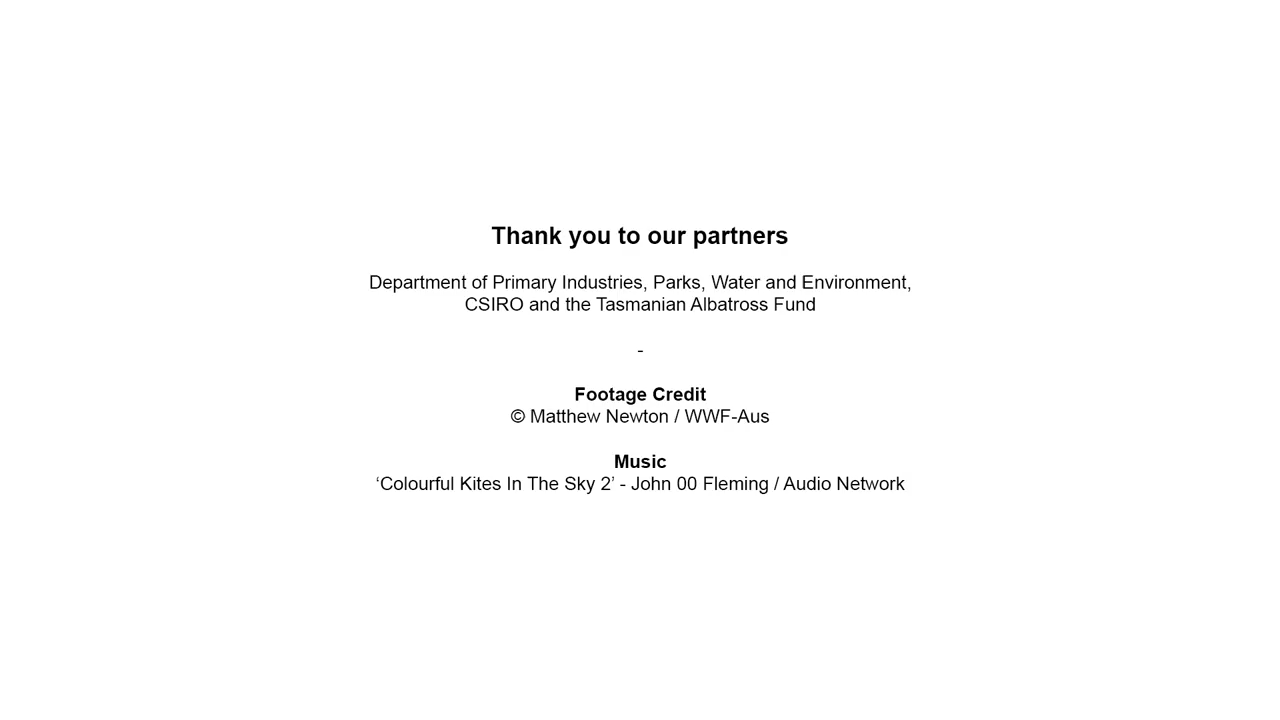 Thank you to our partners
Department of Primary Industries, Parks, Water and Environment,
CSIRO and the Tasmanian Albatross Fund
-
Footage Credit
© Matthew Newton / WWF-Aus
Music
‘Colourful Kites In The Sky 2’ - John 00 Fleming / Audio Network